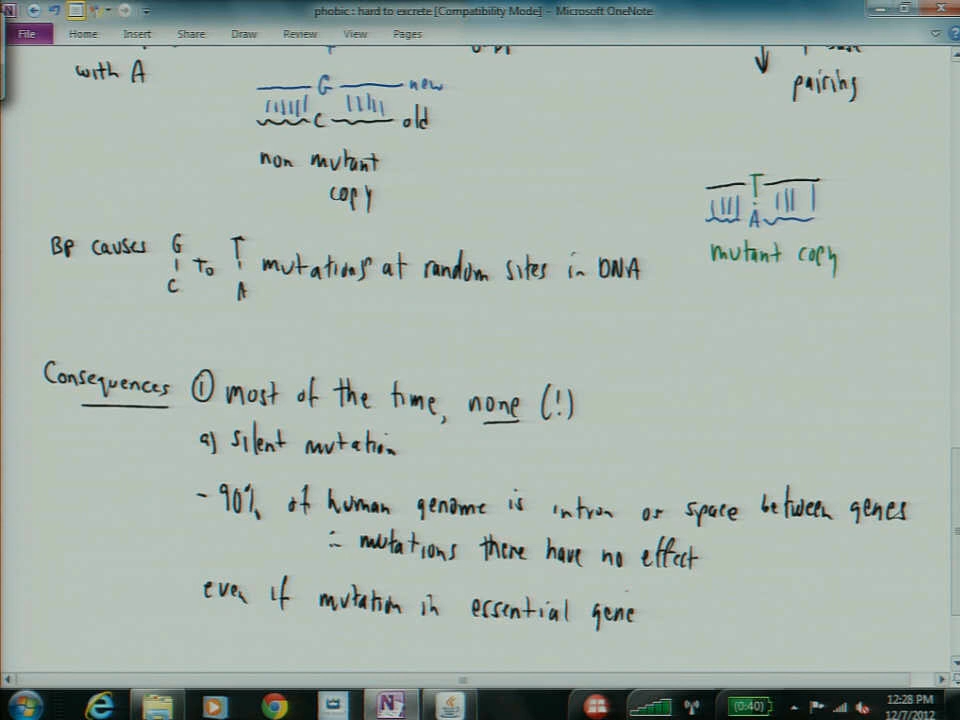 phobic : hard to excrete [Compatibility Mode] - Microsoft OneNote
File Home Insert Share Draw Review View Pages
with A
pairing
G new
C old
non mutant
copy
T
A
mutant copy
BP causes G to T mutations at random sites in DNA
C A
Consequences ① most of the time, none (!)
a) silent mutation
- 90% of human genome is intron or space between genes
∴ mutations there have no effect
even if mutation in essential gene
(0:40)
12:28 PM
12/7/2012